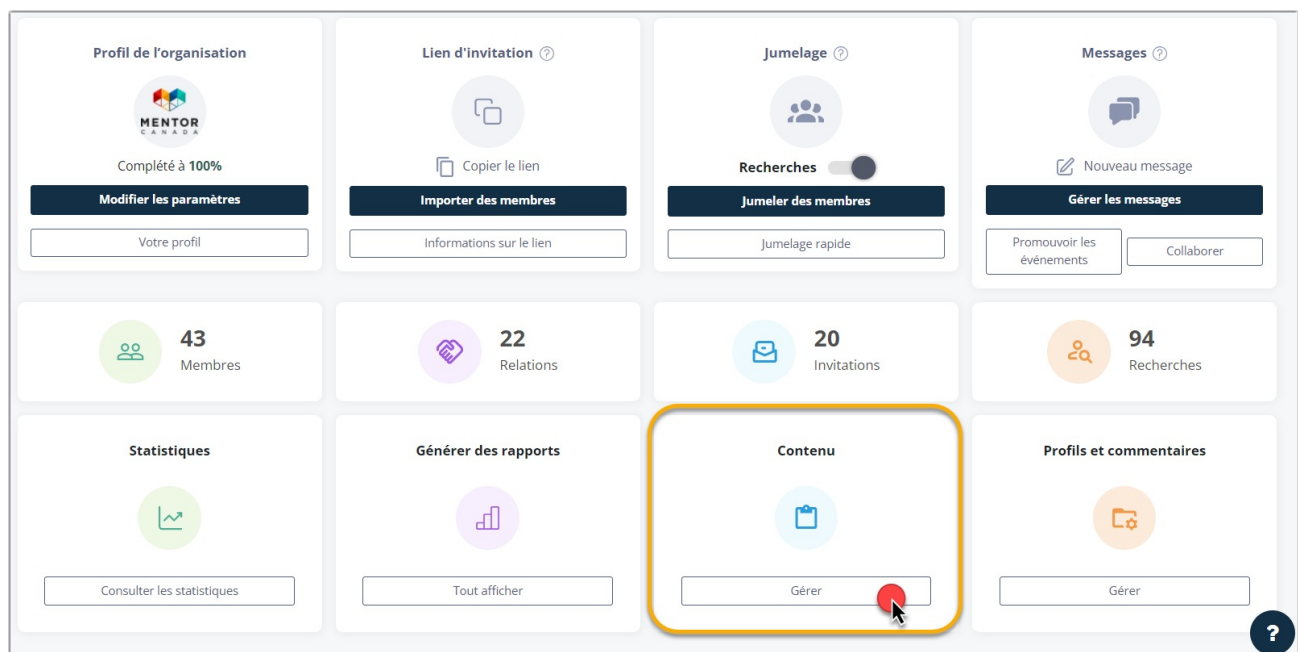 Profil de l’organisation
MENTOR
CANADA
Complété à 100%
Modifier les paramètres
Votre profil
Lien d'invitation ?
Copier le lien
Importer des membres
Informations sur le lien
Jumelage ?
Recherches
Jumeler des membres
Jumelage rapide
Messages ?
Nouveau message
Gérer les messages
Promouvoir les
événements
Collaborer
43
Membres
22
Relations
20
Invitations
94
Recherches
Statistiques
Consulter les statistiques
Générer des rapports
Tout afficher
Contenu
Gérer
Profils et commentaires
Gérer
?